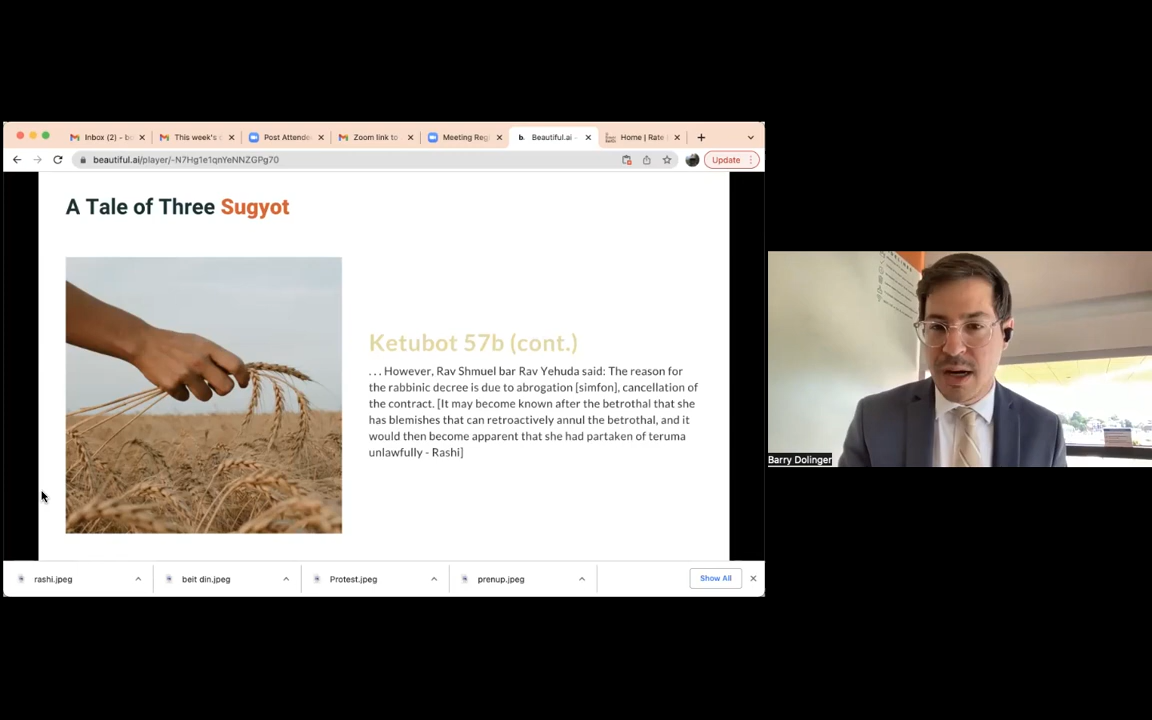 Inbox (2) - bo
This week's
Post Attende
Zoom link to
Meeting Reg
b. Beautiful.ai -
Home | Rate
beautiful.ai/player/-N7Hg1e1qnYeNNZGPg70
Update
A Tale of Three Sugyot
Ketubot 57b (cont.)
. . . However, Rav Shmuel bar Rav Yehuda said: The reason for
the rabbinic decree is due to abrogation [simfon], cancellation of
the contract. [It may become known after the betrothal that she
has blemishes that can retroactively annul the betrothal, and it
would then become apparent that she had partaken of teruma
unlawfully - Rashi]
Barry Dolinger
rashi.jpeg
beit din.jpeg
Protest.jpeg
prenup.jpeg
Show All